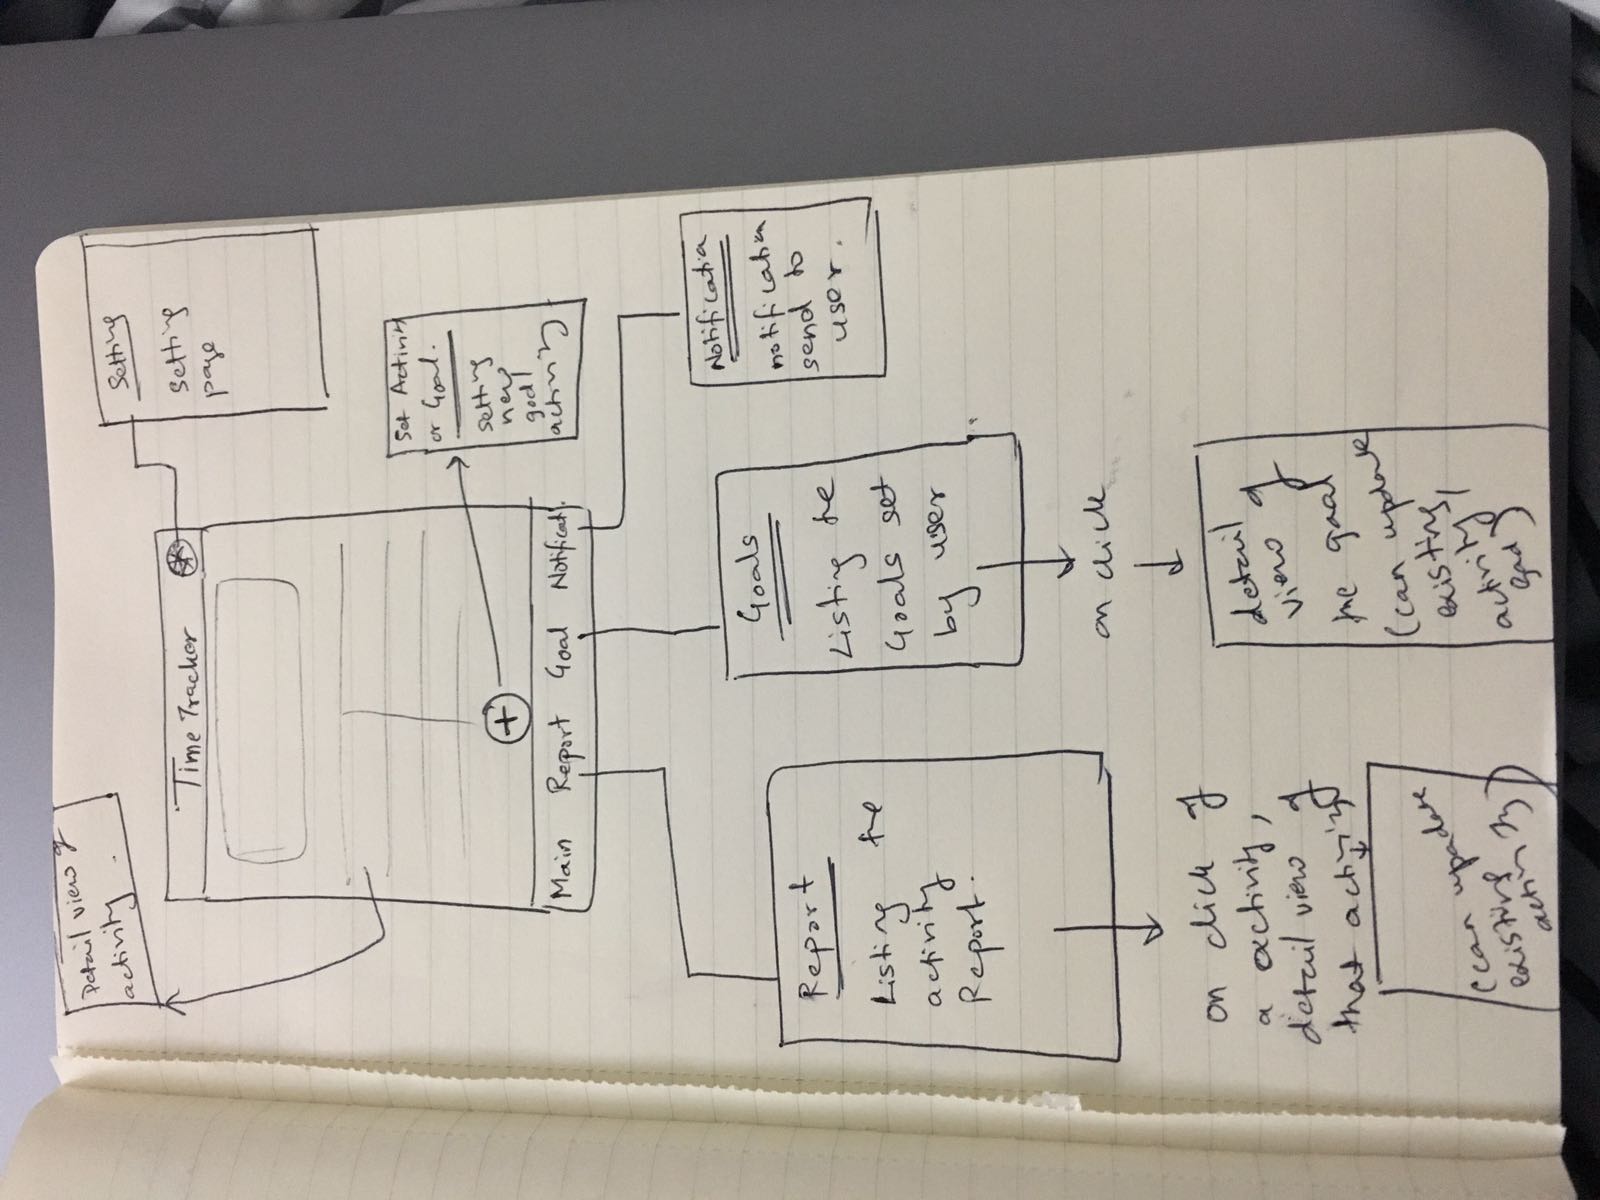 Detail view of
activity.
Time Tracker
Setting
setting
page
+
Set Activity
or Goal.
setting
new
goal
activity
Main Report Goal Notificati
Notification
notification
send to
user.
Goals
Listing the
Goals set
by user
on click
detail
view of
the goal
(can update
existing
activity
goal)
Report
Listing the
activity
Report.
on click of
a activity,
detail view of
that activity
(can update
existing
activity)